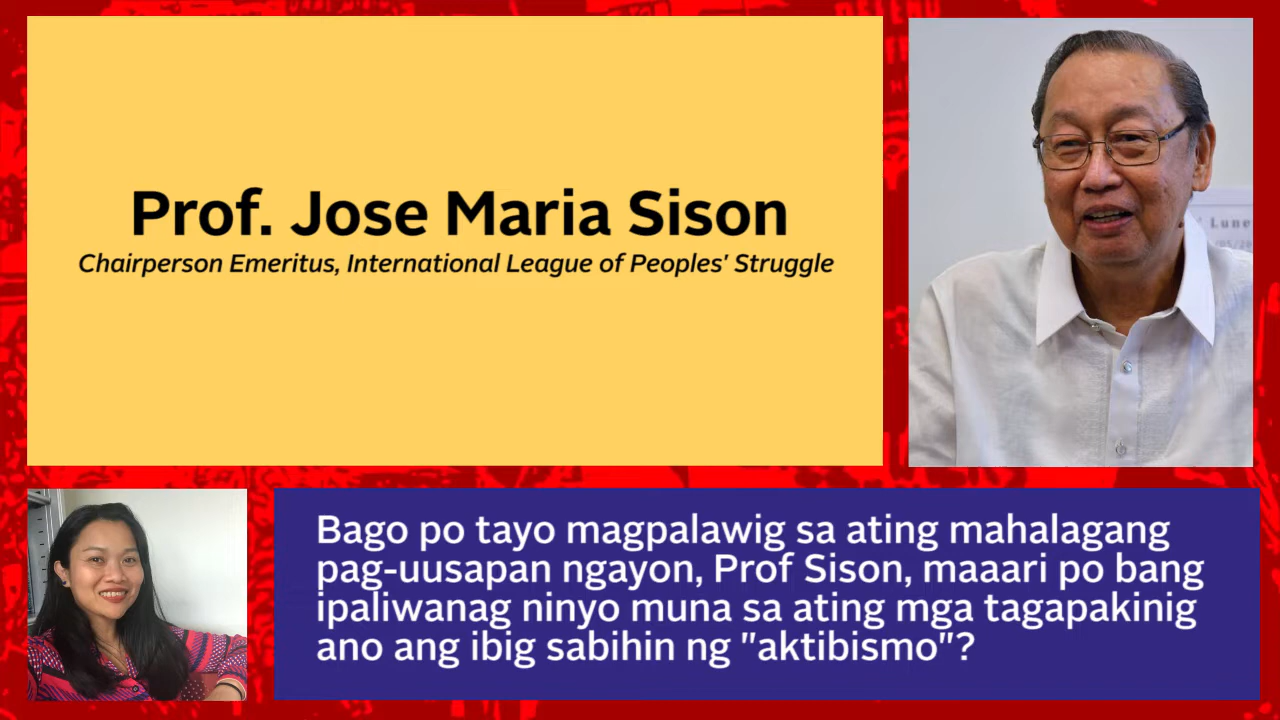 Prof. Jose Maria Sison
Chairperson Emeritus, International League of Peoples' Struggle
Bago po tayo magpalawig sa ating mahalagang
pag-uusapan ngayon, Prof Sison, maaari po bang
ipaliwanag ninyo muna sa ating mga tagapakinig
ano ang ibig sabihin ng "aktibismo"?